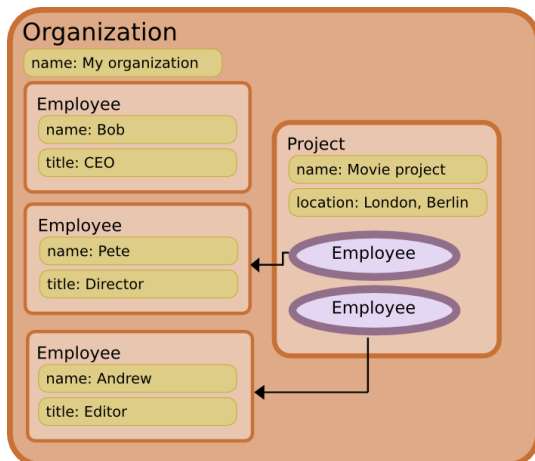 Organization
name: My organization
Employee
name: Bob
title: CEO
Employee
name: Pete
title: Director
Employee
name: Andrew
title: Editor
Project
name: Movie project
location: London, Berlin
Employee
Employee